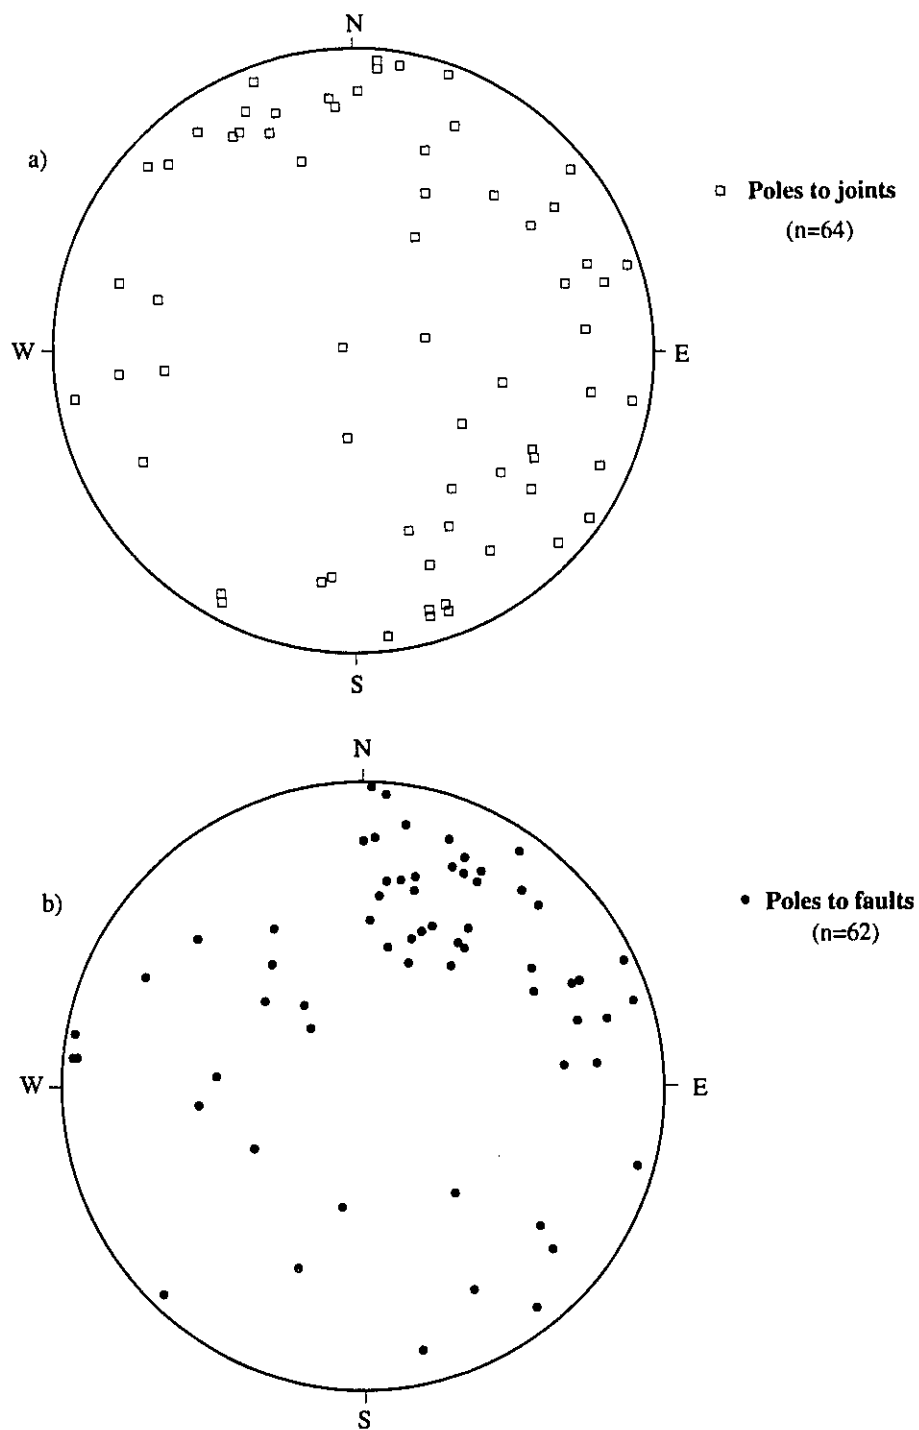 N
a)
Poles to joints
(n=64)
W
E
S
N
b)
Poles to faults
(n=62)
W
E
S